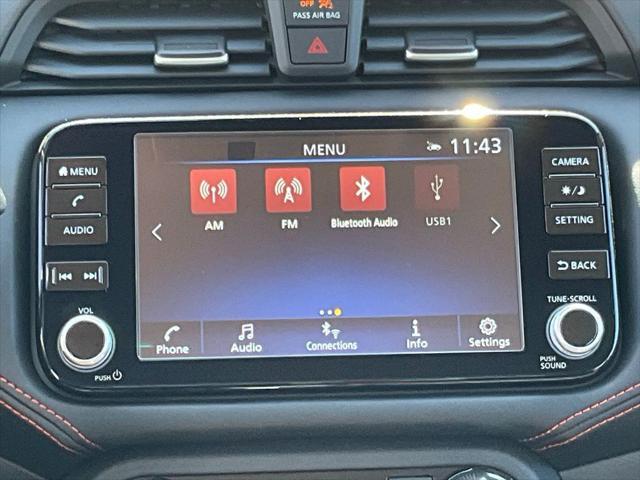 OFF
PASS AIR BAG
MENU
11:43
MENU
AUDIO
VOL
PUSH
AM
FM
Bluetooth Audio
USB1
Phone
Audio
Connections
Info
Settings
CAMERA
SETTING
BACK
TUNE·SCROLL
PUSH
SOUND